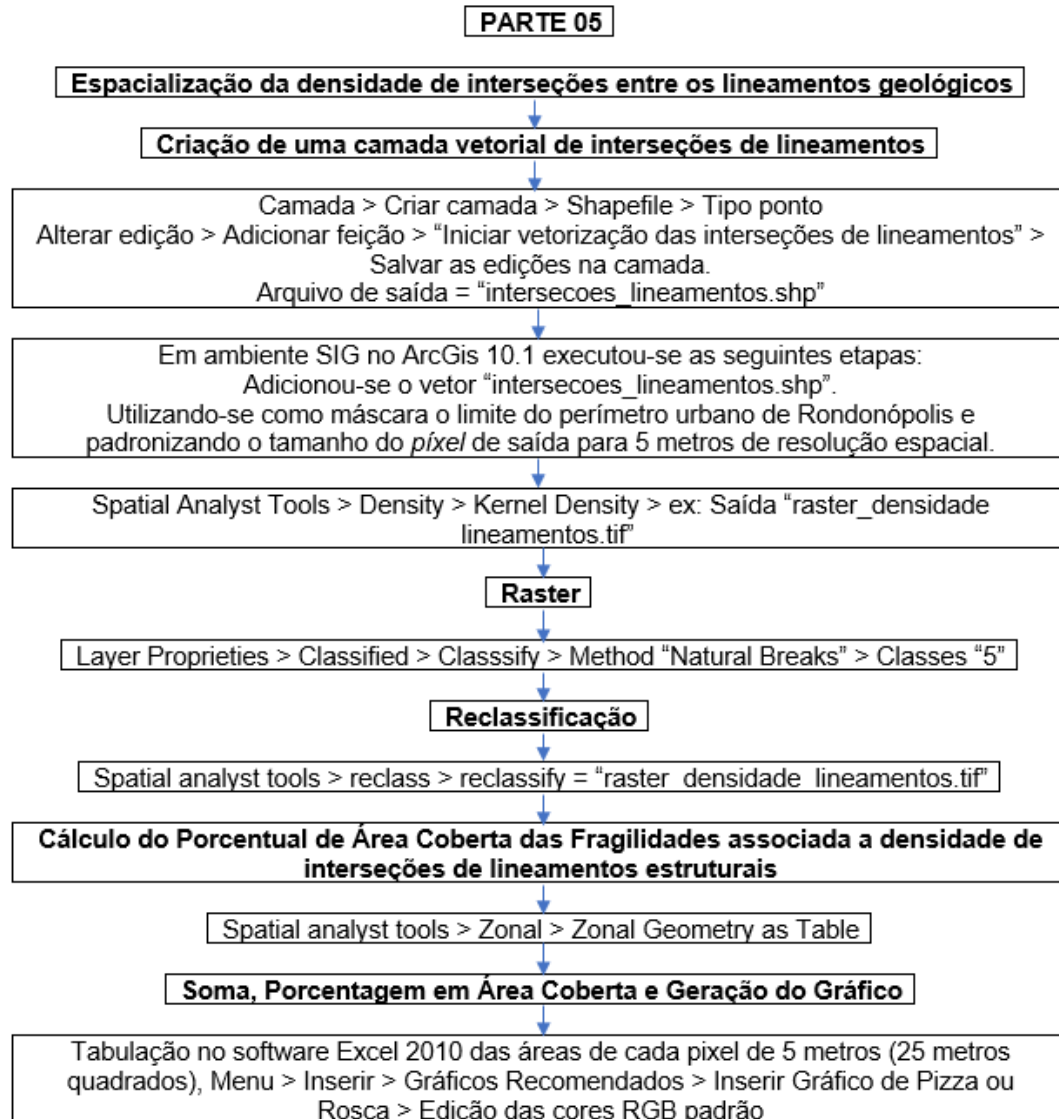 PARTE 05
Espacialização da densidade de interseções entre os lineamentos geológicos
Criação de uma camada vetorial de interseções de lineamentos
Camada > Criar camada > Shapefile > Tipo ponto
Alterar edição > Adicionar feição > “Iniciar vetorização das interseções de lineamentos” >
Salvar as edições na camada.
Arquivo de saída = “intersecoes_lineamentos.shp”
Em ambiente SIG no ArcGis 10.1 executou-se as seguintes etapas:
Adicionou-se o vetor “intersecoes_lineamentos.shp”.
Utilizando-se como máscara o limite do perímetro urbano de Rondonópolis e
padronizando o tamanho do píxel de saída para 5 metros de resolução espacial.
Spatial Analyst Tools > Density > Kernel Density > ex: Saída “raster_densidade
lineamentos.tif”
Raster
Layer Proprieties > Classified > Classsify > Method “Natural Breaks” > Classes “5”
Reclassificação
Spatial analyst tools > reclass > reclassify = “raster_densidade_lineamentos.tif”
Cálculo do Porcentual de Área Coberta das Fragilidades associada a densidade de
interseções de lineamentos estruturais
Spatial analyst tools > Zonal > Zonal Geometry as Table
Soma, Porcentagem em Área Coberta e Geração do Gráfico
Tabulação no software Excel 2010 das áreas de cada pixel de 5 metros (25 metros
quadrados), Menu > Inserir > Gráficos Recomendados > Inserir Gráfico de Pizza ou
Rosca > Edição das cores RGB padrão